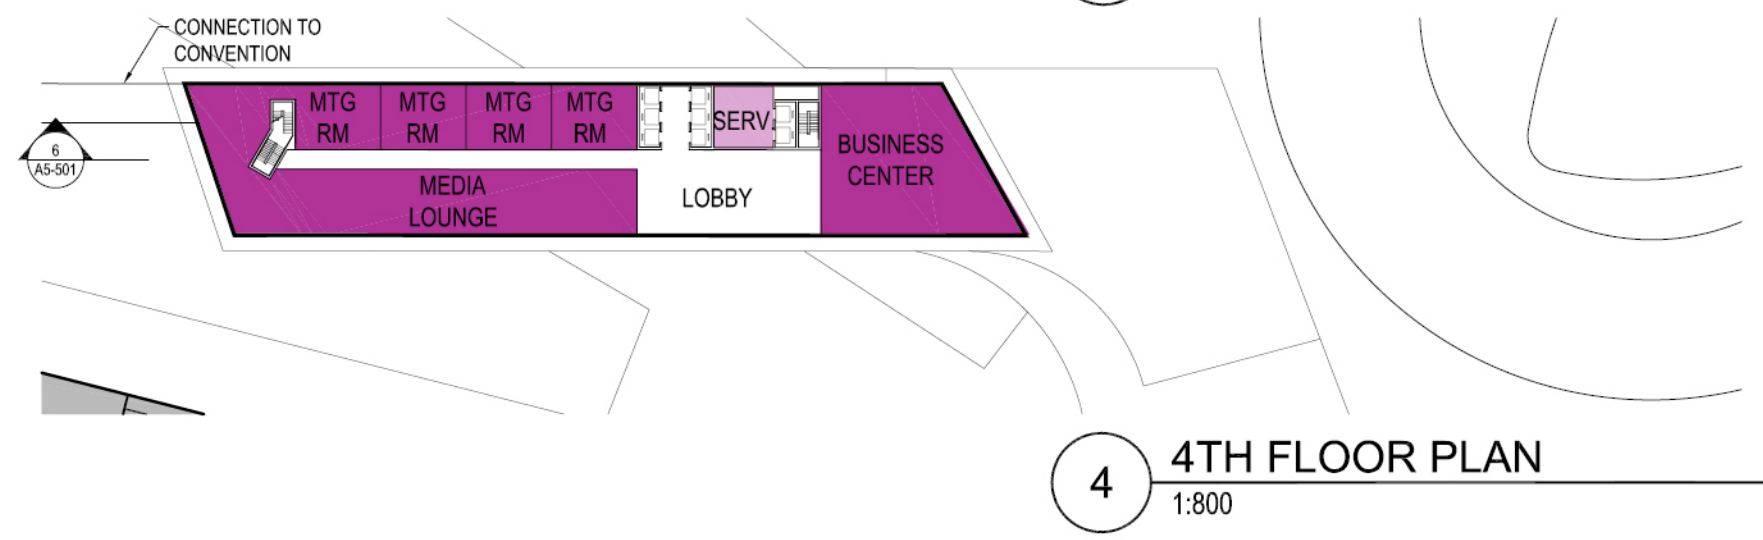 CONNECTION TO
CONVENTION
6
A5-501
MTG
RM
MTG
RM
MTG
RM
MTG
RM
SERV.
BUSINESS
CENTER
MEDIA
LOUNGE
LOBBY
4
4TH FLOOR PLAN
1:800